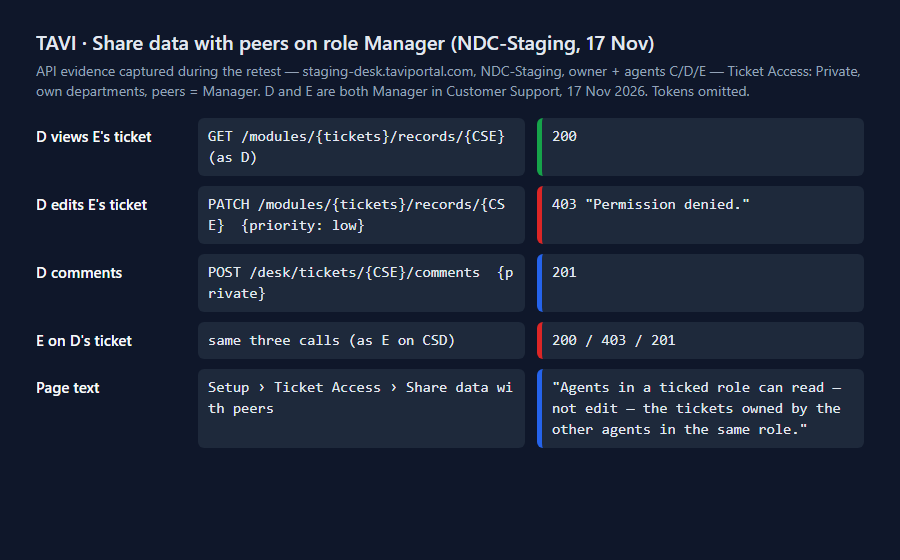 TAVI · Share data with peers on role Manager (NDC-Staging, 17 Nov)
API evidence captured during the retest — staging-desk.taviportal.com, NDC-Staging, owner + agents C/D/E — Ticket Access: Private,
own departments, peers = Manager. D and E are both Manager in Customer Support, 17 Nov 2026. Tokens omitted.
D views E's ticket
GET /modules/{tickets}/records/{CSE}
(as D)
200
D edits E's ticket
PATCH /modules/{tickets}/records/{CS
E}  {priority: low}
403 "Permission denied."
D comments
POST /desk/tickets/{CSE}/comments  {p
rivate}
201
E on D's ticket
same three calls (as E on CSD)
200 / 403 / 201
Page text
Setup › Ticket Access › Share data wi
th peers
"Agents in a ticked role can read —
not edit — the tickets owned by the
other agents in the same role."